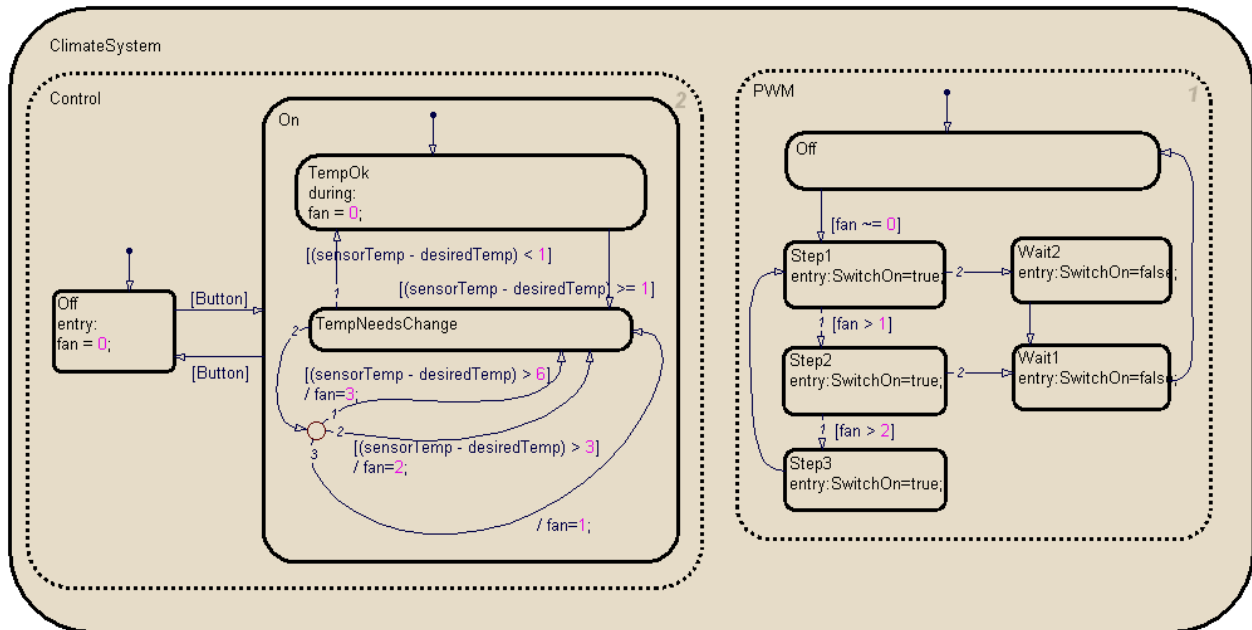 ClimateSystem
Control
2
On
TempOk
during:
fan = 0;
[(sensorTemp - desiredTemp) < 1]
[(sensorTemp - desiredTemp) >= 1]
1
2
TempNeedsChange
[(sensorTemp - desiredTemp) > 6]
/ fan=3;
1
2
[(sensorTemp - desiredTemp) > 3]
/ fan=2;
3
/ fan=1;
Off
entry:
fan = 0;
[Button]
[Button]
PWM
1
Off
[fan ~= 0]
Step1
entry:SwitchOn=true;
2
Wait2
entry:SwitchOn=false;
1
[fan > 1]
Step2
entry:SwitchOn=true;
2
Wait1
entry:SwitchOn=false;
1
[fan > 2]
Step3
entry:SwitchOn=true;